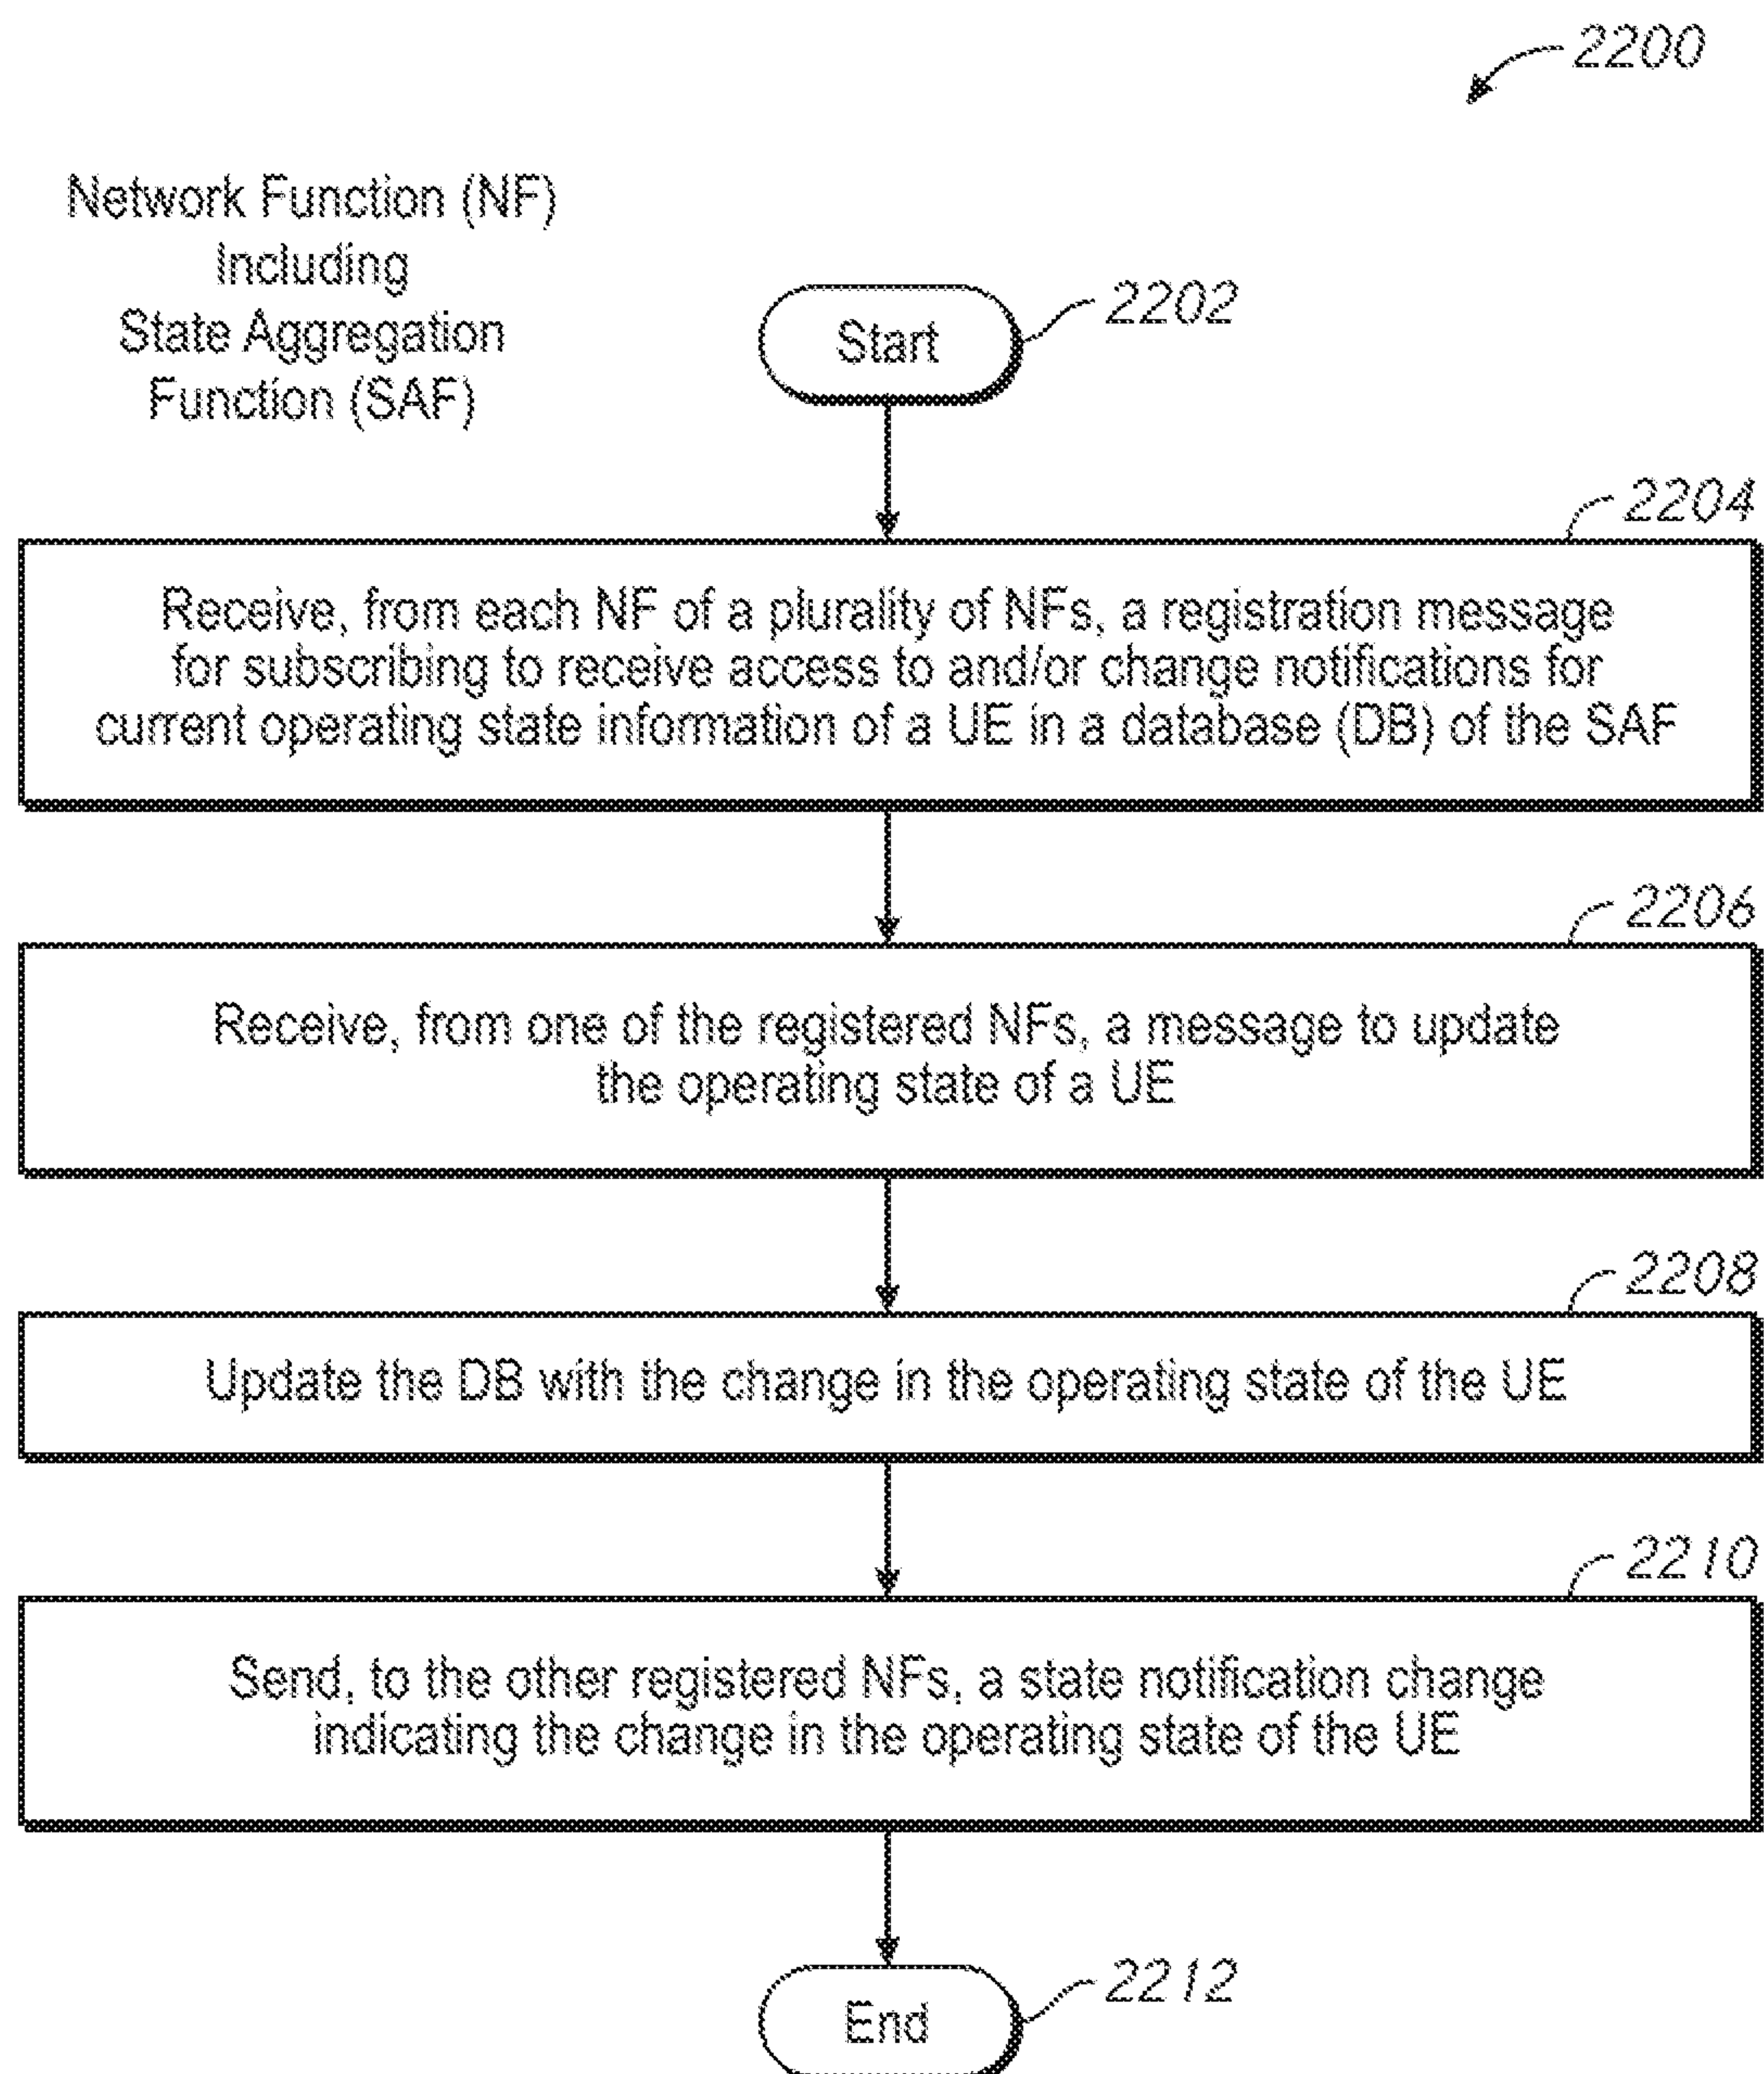 2200
Network Function (NF)
Including
State Aggregation
Function (SAF)
Start
2202
2204
Receive, from each NF of a plurality of NFs, a registration message
for subscribing to receive access to and/or change notifications for
current operating state information of a UE in a database (DB) of the SAF
2206
Receive, from one of the registered NFs, a message to update
the operating state of a UE
2208
Update the DB with the change in the operating state of the UE
2210
Send, to the other registered NFs, a state notification change
indicating the change in the operating state of the UE
End
2212